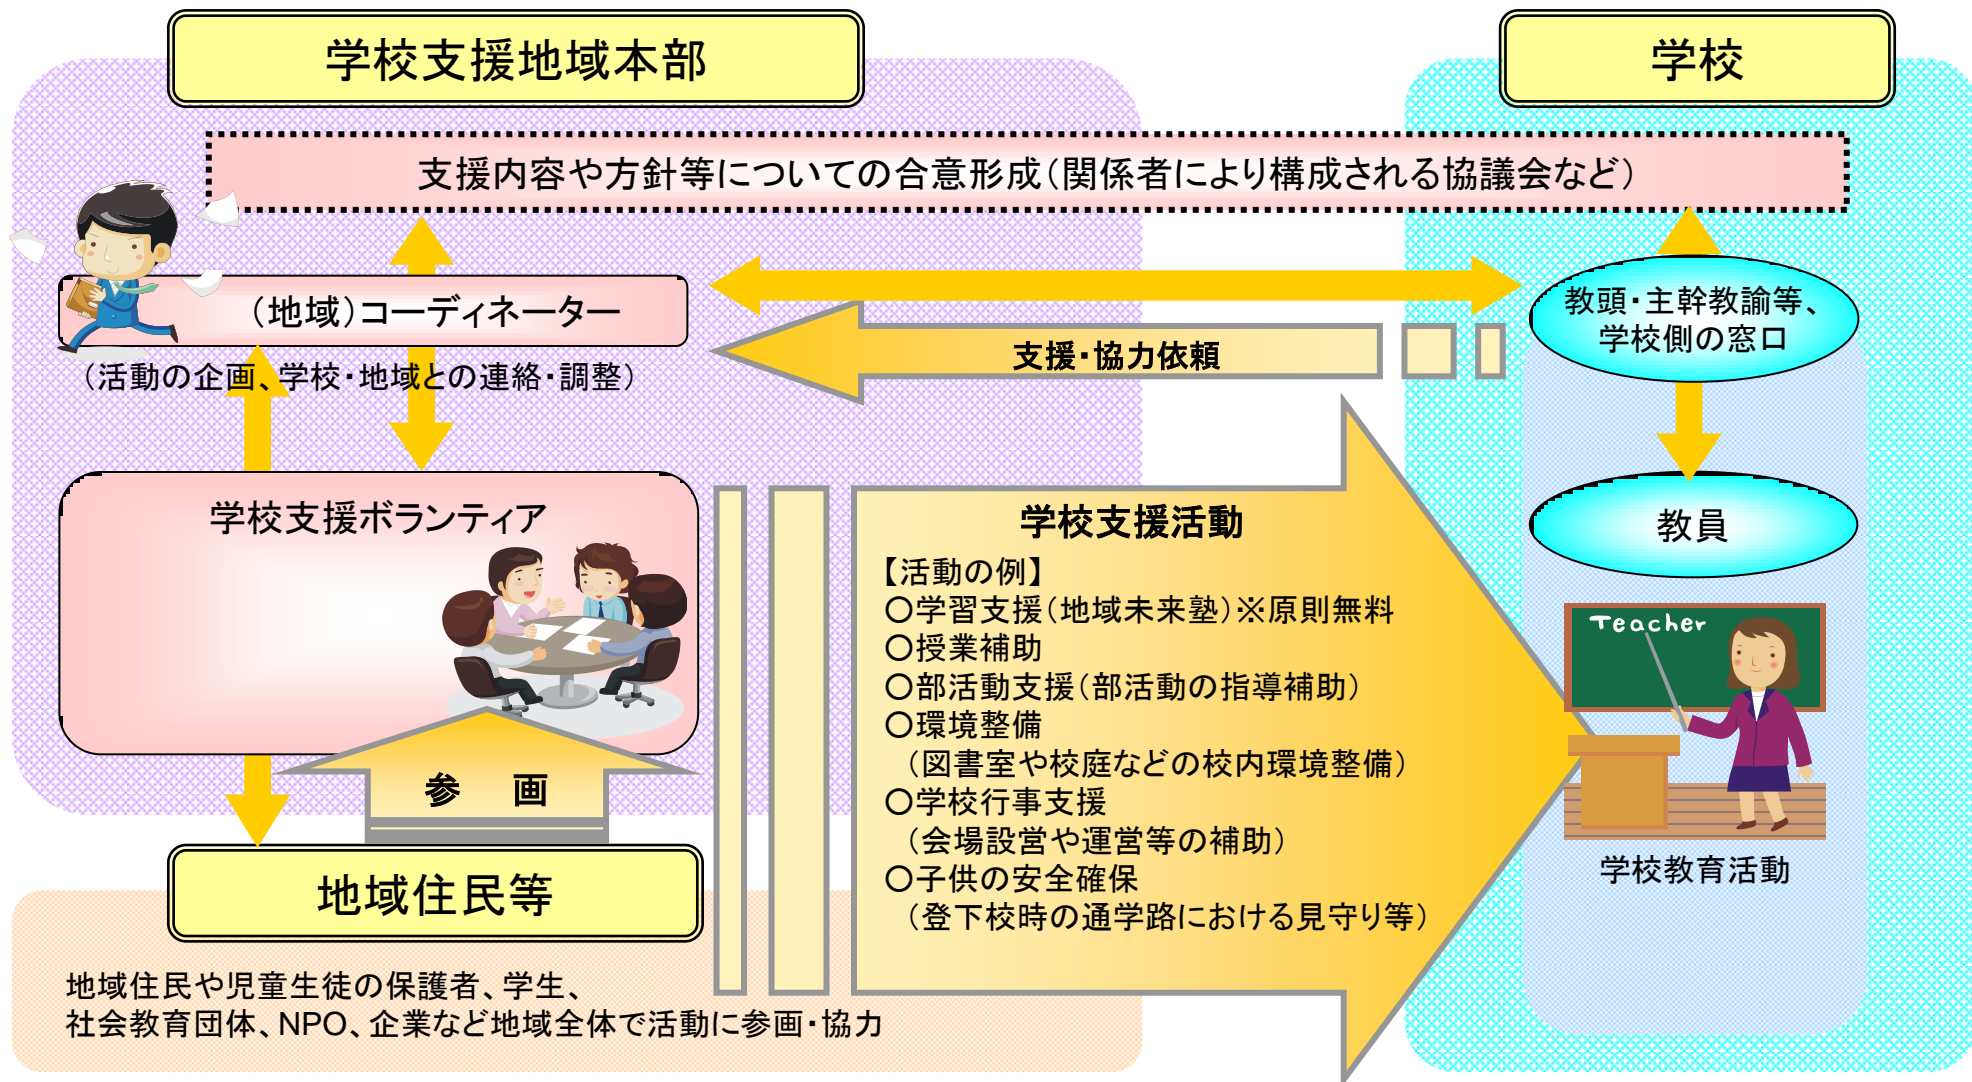 学校支援地域本部
学校
支援内容や方針等についての合意形成（関係者により構成される協議会など）
（地域）コーディネーター
（活動の企画、学校・地域との連絡・調整）
教頭・主幹教諭等、
学校側の窓口
支援・協力依頼
学校支援ボランティア
学校支援活動
【活動の例】
○学習支援（地域未来塾）※原則無料
○授業補助
○部活動支援（部活動の指導補助）
○環境整備
（図書室や校庭などの校内環境整備）
○学校行事支援
（会場設営や運営等の補助）
○子供の安全確保
（登下校時の通学路における見守り等）
教員
Teacher
学校教育活動
参　画
地域住民等
地域住民や児童生徒の保護者、学生、
社会教育団体、NPO、企業など地域全体で活動に参画・協力